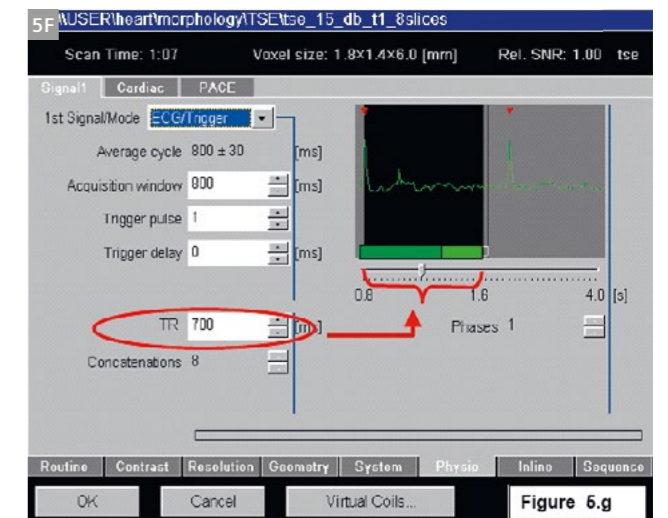 5F \USER\heart\morphology\TSE\tse_15_db_t1_8slices
Scan Time: 1:07 Voxel size: 1.8×1.4×6.0 [mm] Rel. SNR: 1.00 tse
Signal1 Cardiac PACE
1st Signal/Mode ECG/Trigger
Average cycle 800 ± 30 [ms]
Acquisition window 800 [ms]
Trigger pulse 1
Trigger delay 0 [ms]
0.8 1.6 4.0 [s]
TR 700 [ms] Phases 1
Concatenations 8
Routine Contrast Resolution Geometry System Physio Inline Sequence
OK Cancel Virtual Coils... Figure 5.g